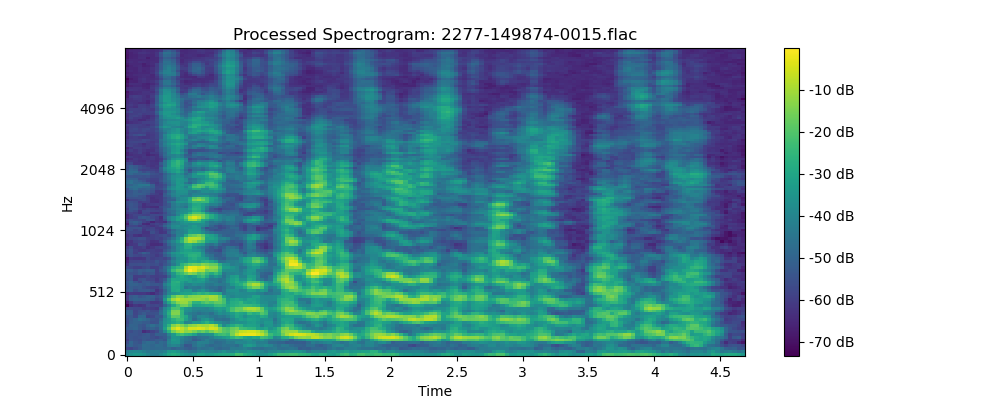 Processed Spectrogram: 2277-149874-0015.flac
Hz
4096
2048
1024
512
0
0 0.5 1 1.5 2 2.5 3 3.5 4 4.5
Time
-10 dB
-20 dB
-30 dB
-40 dB
-50 dB
-60 dB
-70 dB